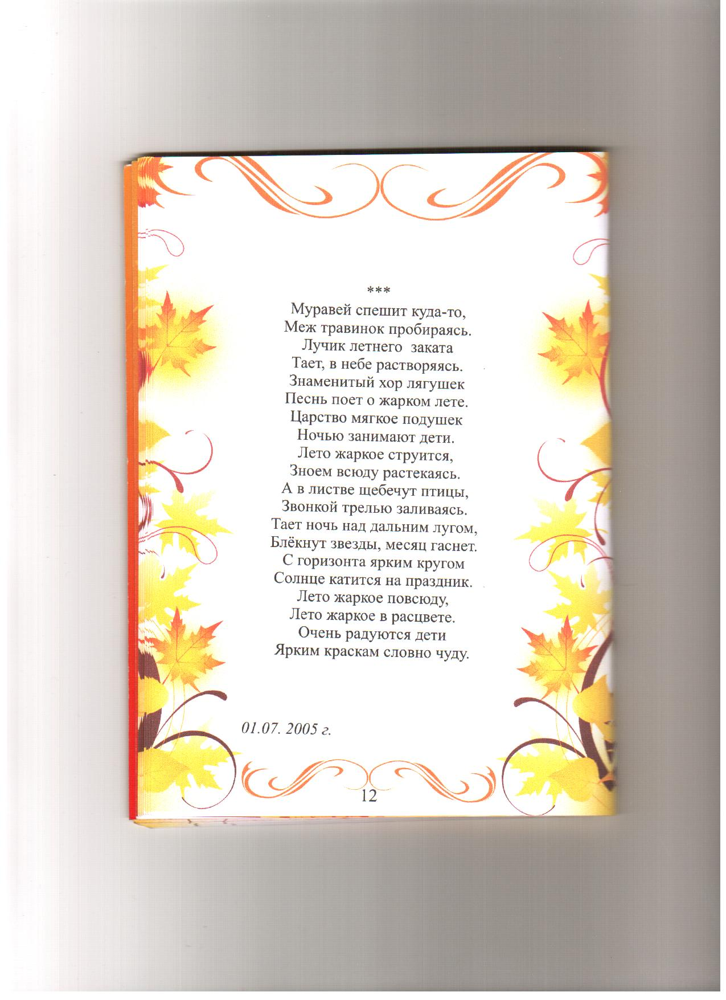 ***
Муравей спешит куда-то,
Меж травинок пробираясь.
Лучик летнего заката
Тает, в небе растворяясь.
Знаменитый хор лягушек
Песнь поет о жарком лете.
Царство мягкое подушек
Ночью занимают дети.
Лето жаркое струится,
Зноем всюду растекаясь.
А в листве щебечут птицы,
Звонкой трелью заливаясь.
Тает ночь над дальним лугом,
Блёкнут звезды, месяц гаснет.
С горизонта ярким кругом
Солнце катится на праздник.
Лето жаркое повсюду,
Лето жаркое в расцвете.
Очень радуются дети
Ярким краскам словно чуду.
01.07. 2005 г.
12